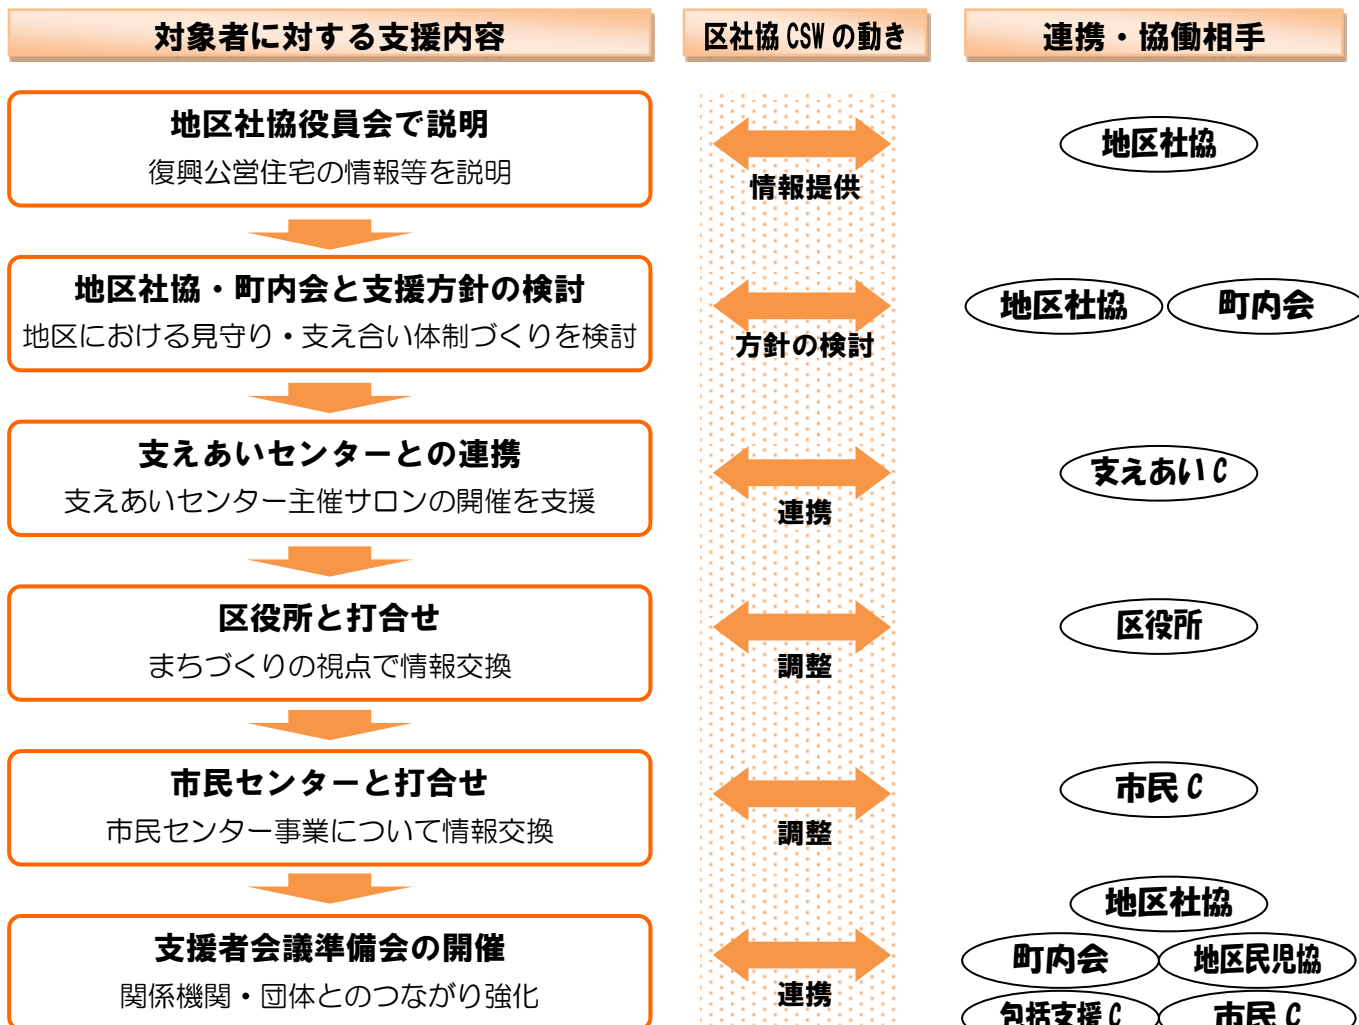 対象者に対する支援内容
区社協CSWの動き
連携・協働相手
地区社協役員会で説明
復興公営住宅の情報等を説明
情報提供
地区社協
地区社協・町内会と支援方針の検討
地区における見守り・支え合い体制づくりを検討
方針の検討
地区社協
町内会
支えあいセンターとの連携
支えあいセンター主催サロンの開催を支援
連携
支えあいC
区役所と打合せ
まちづくりの視点で情報交換
調整
区役所
市民センターと打合せ
市民センター事業について情報交換
調整
市民C
支援者会議準備会の開催
関係機関・団体とのつながり強化
連携
地区社協
町内会
地区民児協
包括支援C
市民C